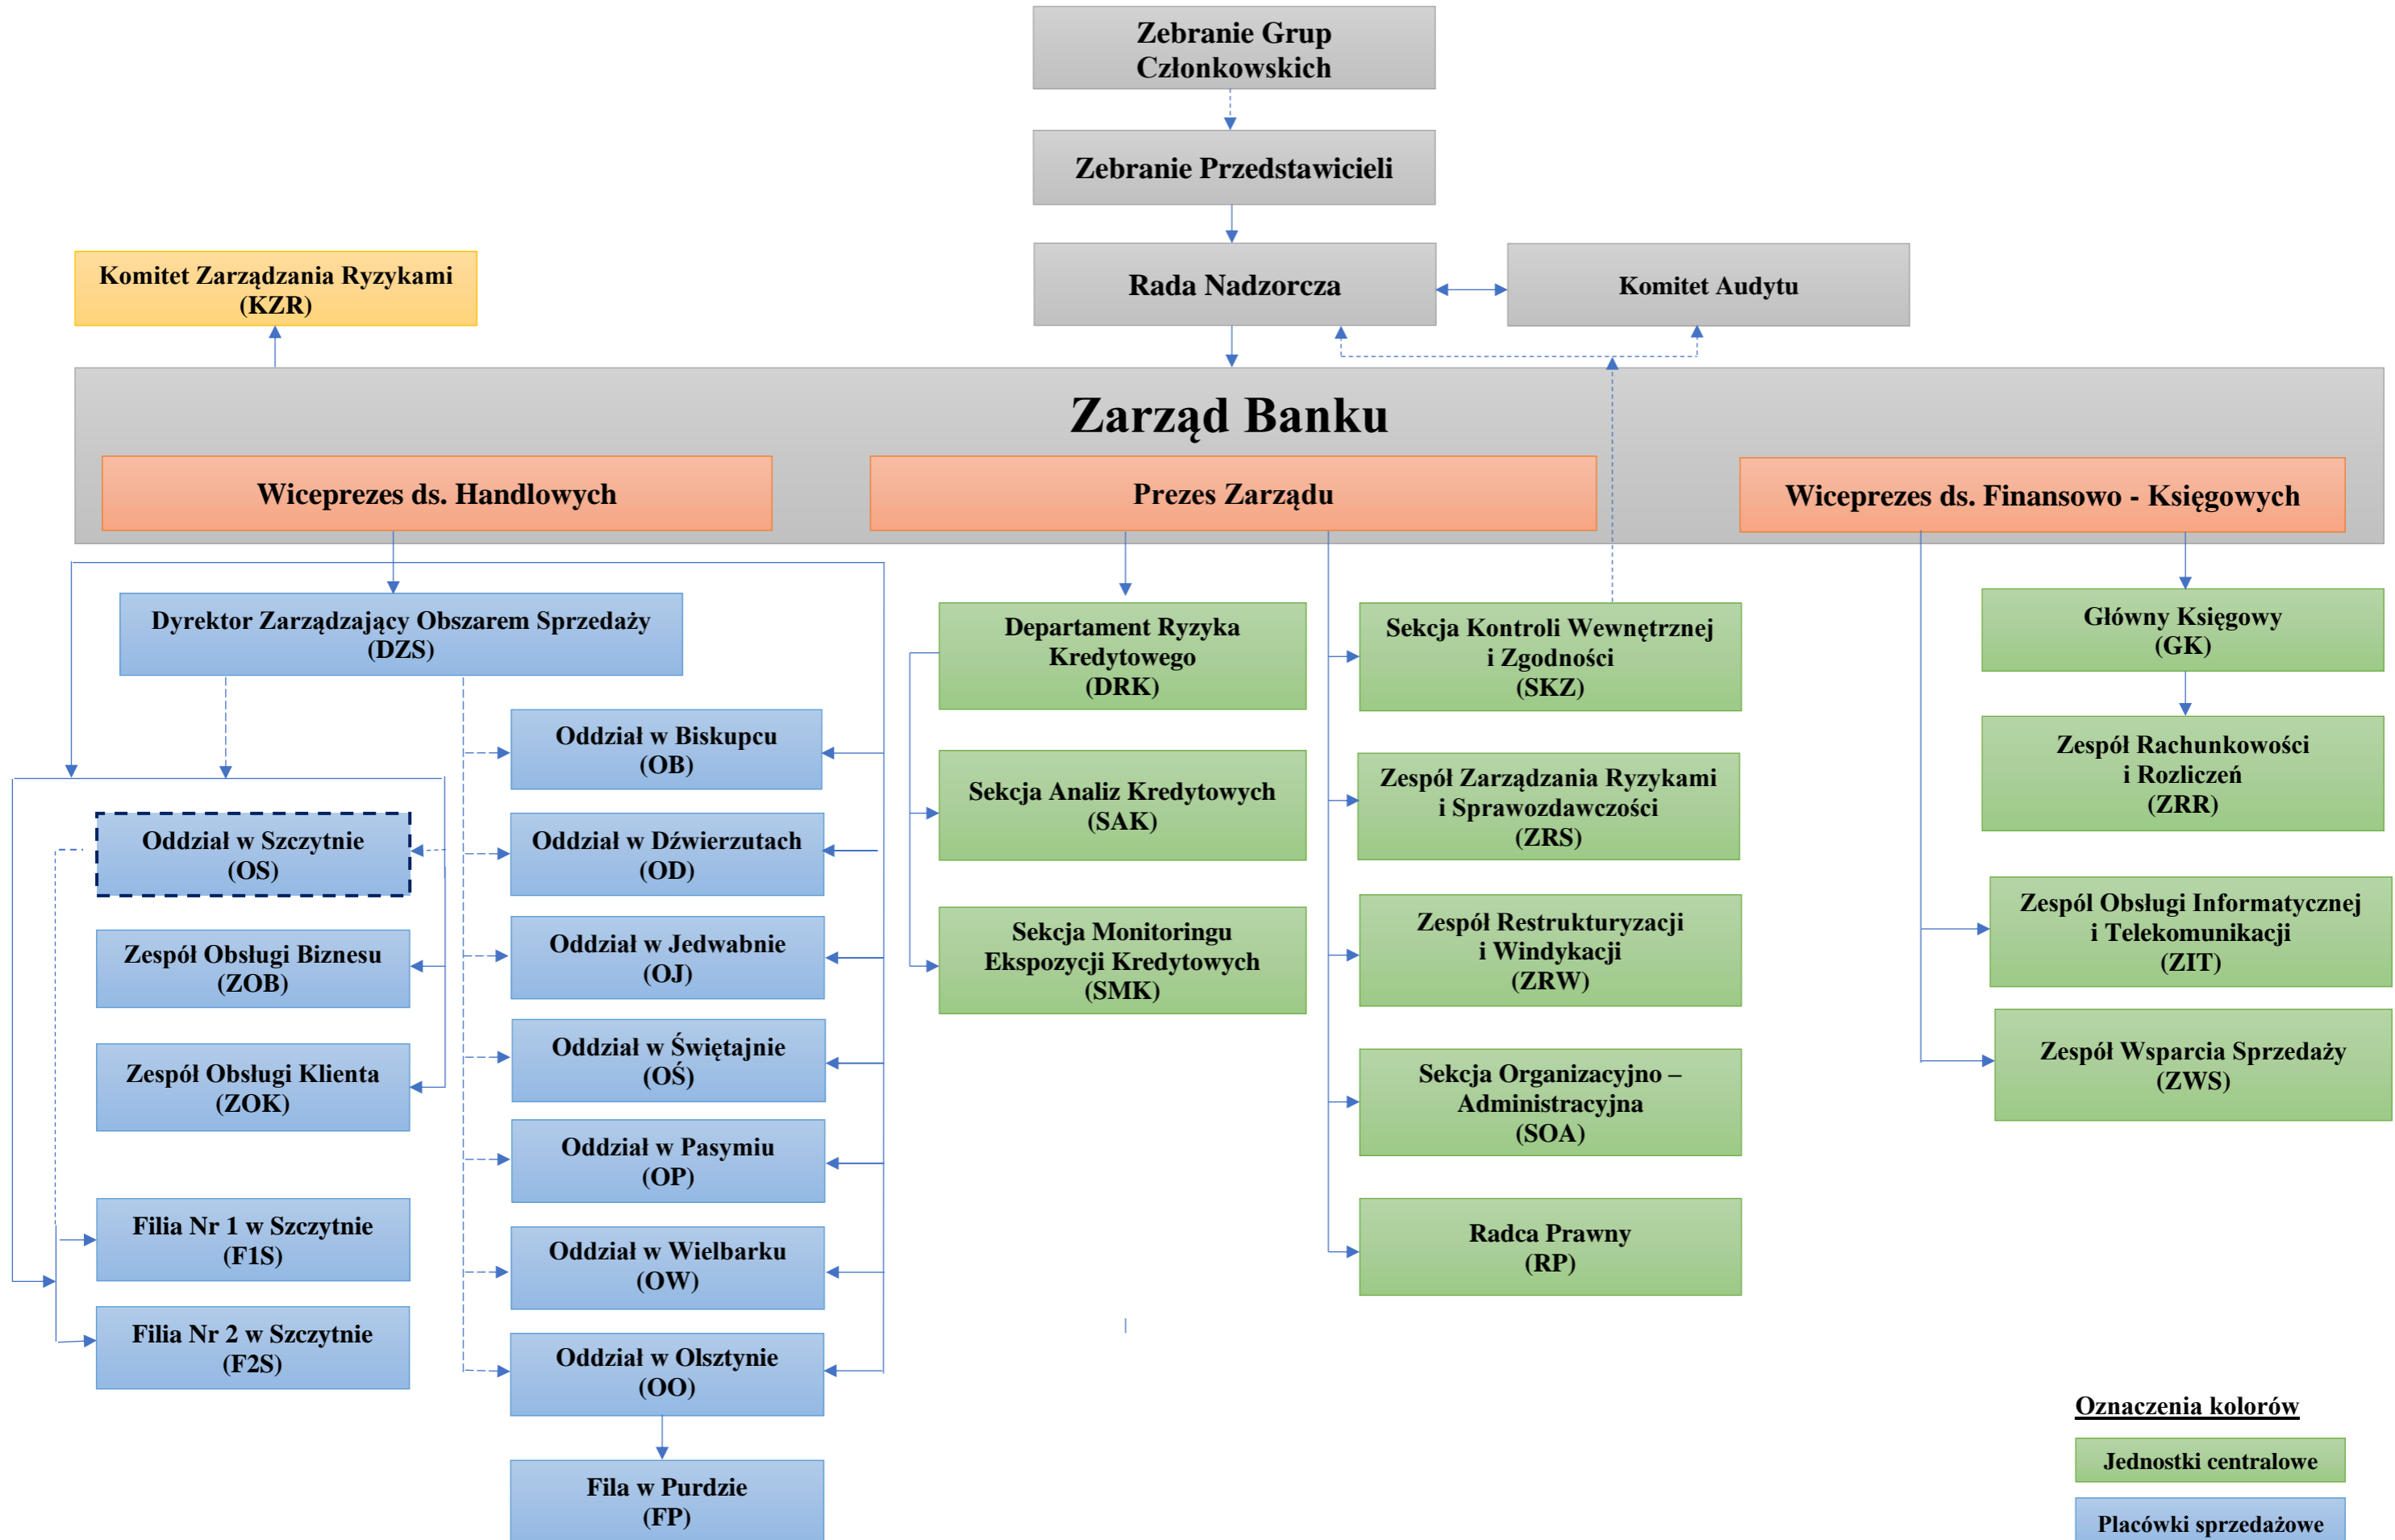 Zebranie Grup
Członkowskich
Zebranie Przedstawicieli
Komitet Zarządzania Ryzykami
(KZR)
Rada Nadzorcza
Komitet Audytu
Zarząd Banku
Wiceprezes ds. Handlowych
Prezes Zarządu
Wiceprezes ds. Finansowo - Księgowych
Dyrektor Zarządzający Obszarem Sprzedaży
(DZS)
Oddział w Szczytnie
(OS)
Zespół Obsługi Biznesu
(ZOB)
Zespół Obsługi Klienta
(ZOK)
Filia Nr 1 w Szczytnie
(F1S)
Filia Nr 2 w Szczytnie
(F2S)
Oddział w Biskupcu
(OB)
Oddział w Dźwierzutach
(OD)
Oddział w Jedwabnie
(OJ)
Oddział w Świętajnie
(OŚ)
Oddział w Pasymiu
(OP)
Oddział w Wielbarku
(OW)
Oddział w Olsztynie
(OO)
Fila w Purdzie
(FP)
Departament Ryzyka
Kredytowego
(DRK)
Sekcja Analiz Kredytowych
(SAK)
Sekcja Monitoringu
Ekspozycji Kredytowych
(SMK)
Sekcja Kontroli Wewnętrznej
i Zgodności
(SKZ)
Zespół Zarządzania Ryzykami
i Sprawozdawczości
(ZRS)
Zespół Restrukturyzacji
i Windykacji
(ZRW)
Sekcja Organizacyjno –
Administracyjna
(SOA)
Radca Prawny
(RP)
Główny Księgowy
(GK)
Zespół Rachunkowości
i Rozliczeń
(ZRR)
Zespól Obsługi Informatycznej
i Telekomunikacji
(ZIT)
Zespół Wsparcia Sprzedaży
(ZWS)
Oznaczenia kolorów
Jednostki centralowe
Placówki sprzedażowe